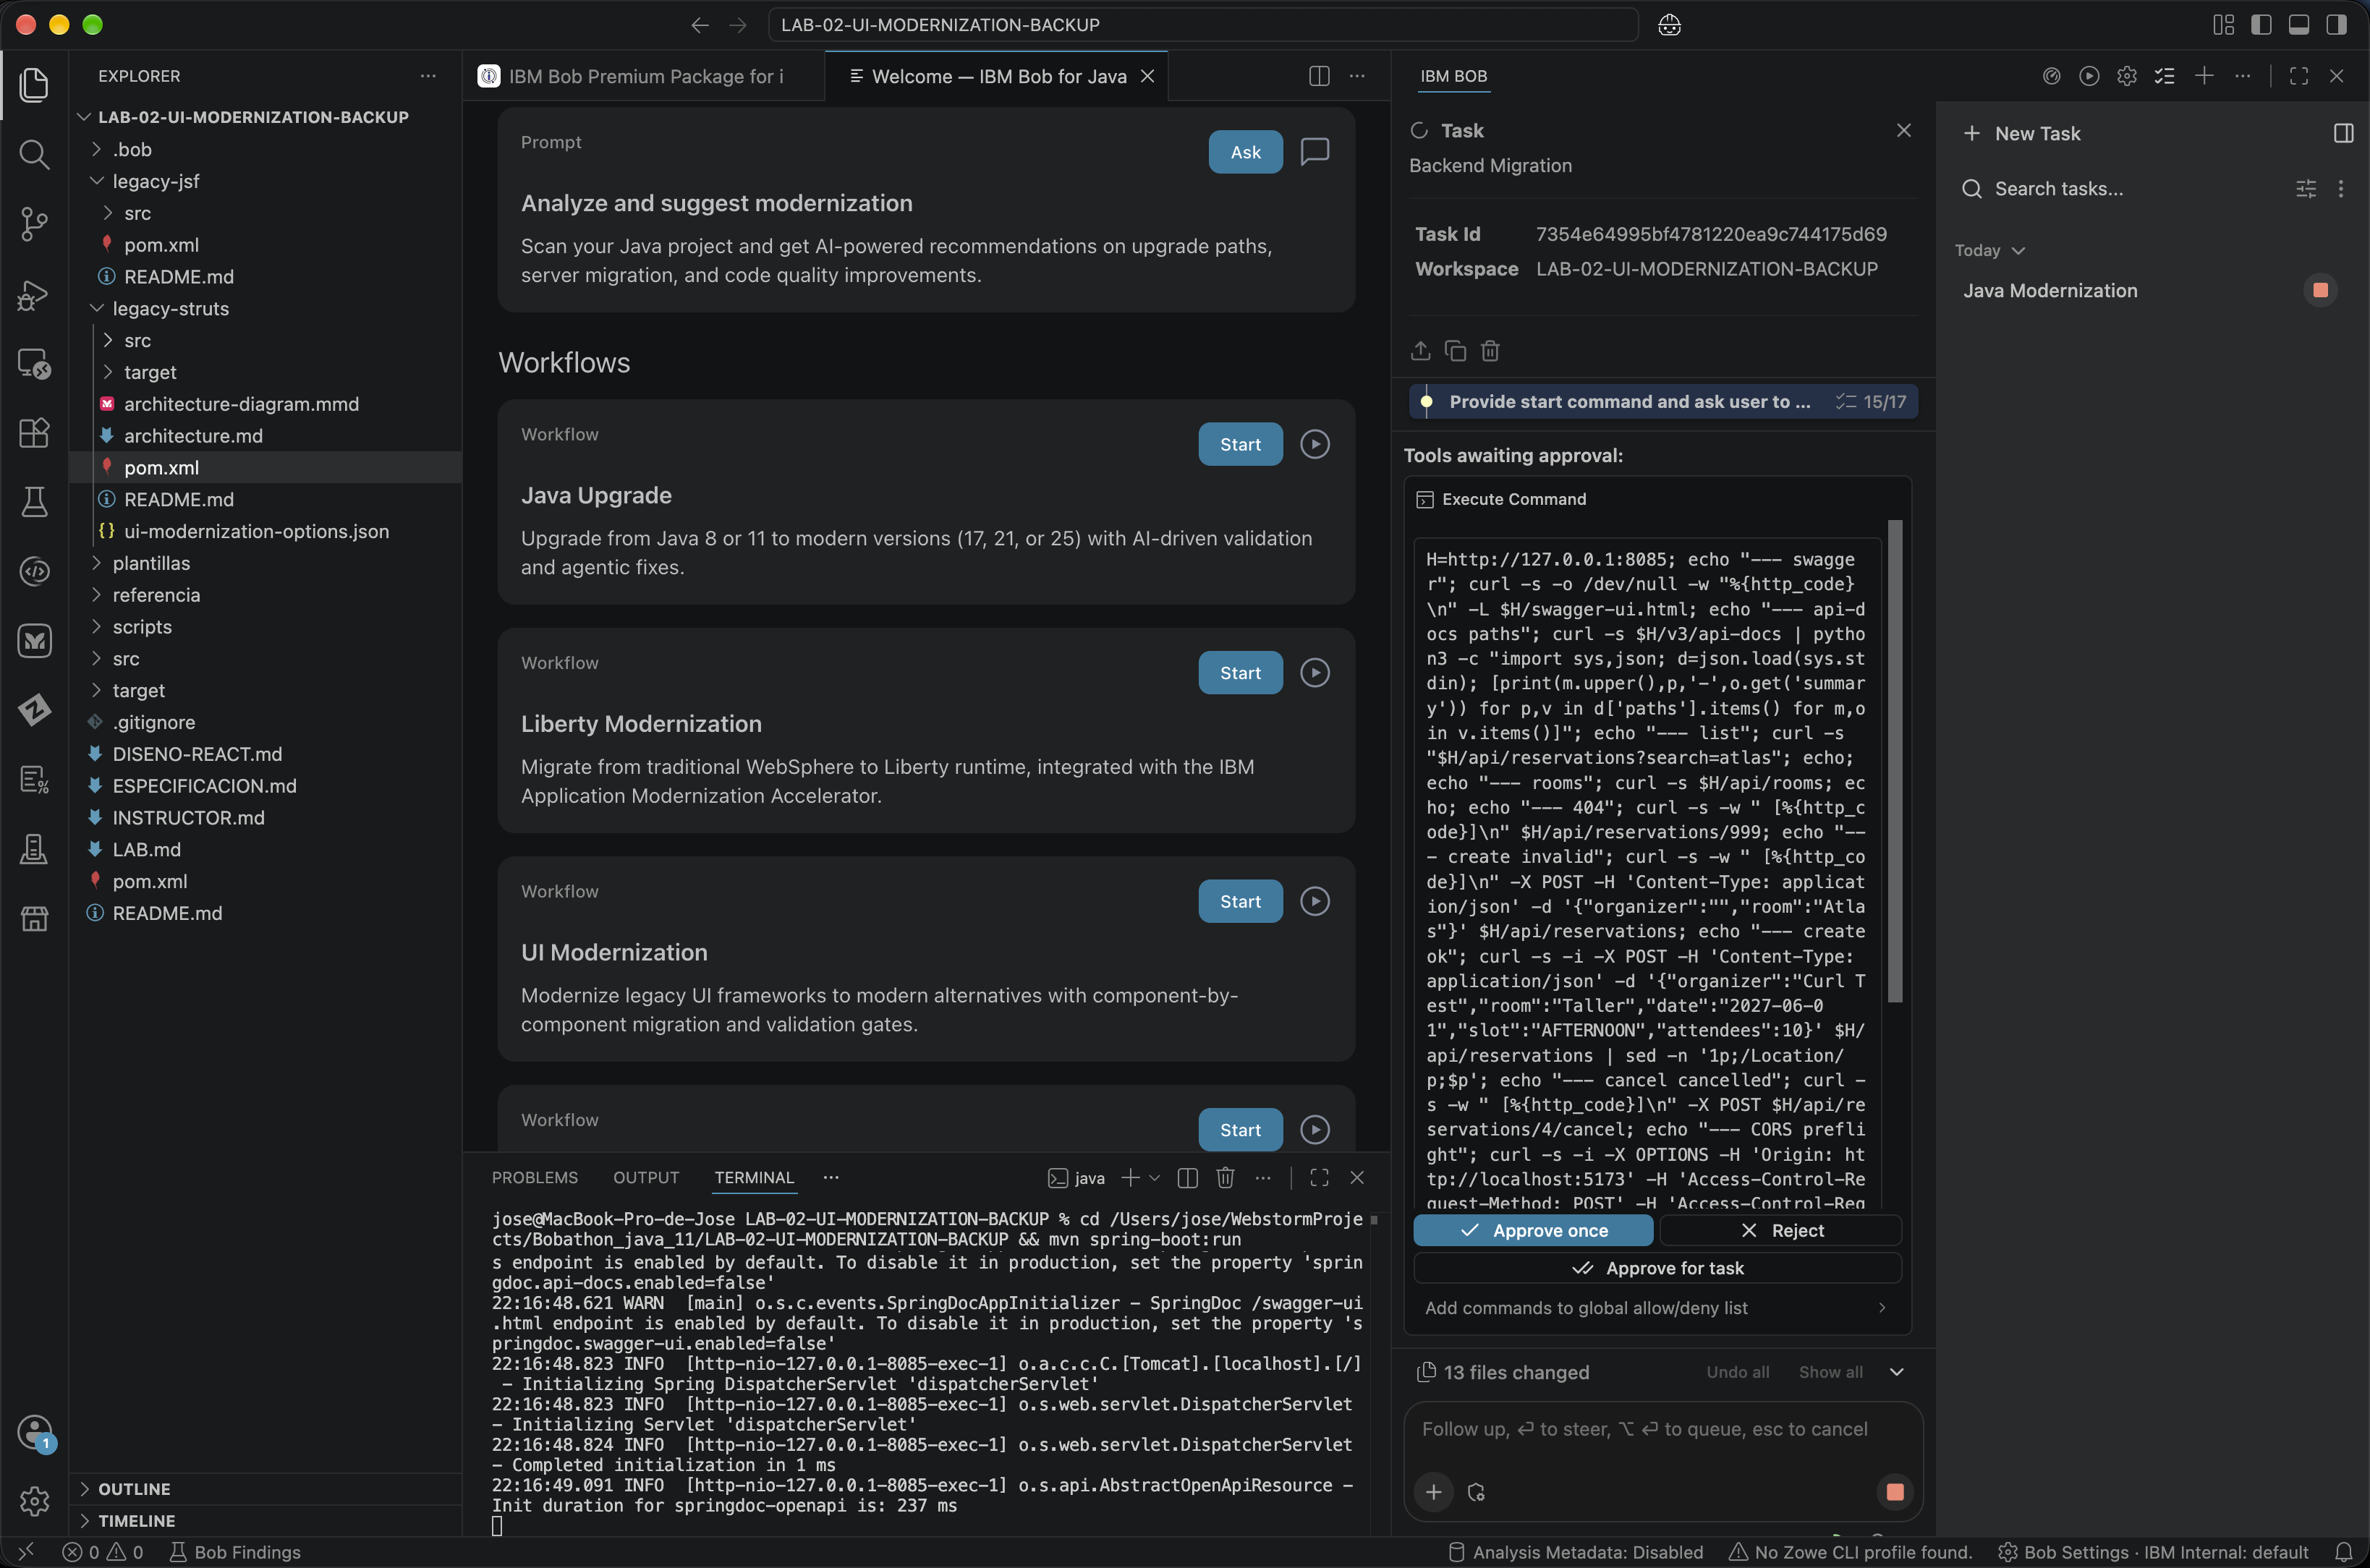 LAB-02-UI-MODERNIZATION-BACKUP
EXPLORER
LAB-02-UI-MODERNIZATION-BACKUP
.bob
legacy-jsf
src
pom.xml
README.md
legacy-struts
src
target
architecture-diagram.mmd
architecture.md
pom.xml
README.md
ui-modernization-options.json
plantillas
referencia
scripts
src
target
.gitignore
DISENO-REACT.md
ESPECIFICACION.md
INSTRUCTOR.md
LAB.md
pom.xml
README.md
OUTLINE
TIMELINE
1
IBM Bob Premium Package for i
Welcome — IBM Bob for Java
Prompt
Ask
Analyze and suggest modernization
Scan your Java project and get AI-powered recommendations on upgrade paths,
server migration, and code quality improvements.
Workflows
Workflow
Start
Java Upgrade
Upgrade from Java 8 or 11 to modern versions (17, 21, or 25) with AI-driven validation
and agentic fixes.
Workflow
Start
Liberty Modernization
Migrate from traditional WebSphere to Liberty runtime, integrated with the IBM
Application Modernization Accelerator.
Workflow
Start
UI Modernization
Modernize legacy UI frameworks to modern alternatives with component-by-
component migration and validation gates.
Workflow
Start
PROBLEMS OUTPUT TERMINAL
java
jose@MacBook-Pro-de-Jose LAB-02-UI-MODERNIZATION-BACKUP % cd /Users/jose/WebstormProje
cts/Bobathon_java_11/LAB-02-UI-MODERNIZATION-BACKUP && mvn spring-boot:run
s endpoint is enabled by default. To disable it in production, set the property 'sprin
gdoc.api-docs.enabled=false'
22:16:48.621 WARN  [main] o.s.c.events.SpringDocAppInitializer - SpringDoc /swagger-ui
.html endpoint is enabled by default. To disable it in production, set the property 's
pringdoc.swagger-ui.enabled=false'
22:16:48.823 INFO  [http-nio-127.0.0.1-8085-exec-1] o.a.c.c.C.[Tomcat].[localhost].[/]
 - Initializing Spring DispatcherServlet 'dispatcherServlet'
22:16:48.823 INFO  [http-nio-127.0.0.1-8085-exec-1] o.s.web.servlet.DispatcherServlet
- Initializing Servlet 'dispatcherServlet'
22:16:48.824 INFO  [http-nio-127.0.0.1-8085-exec-1] o.s.web.servlet.DispatcherServlet
- Completed initialization in 1 ms
22:16:49.091 INFO  [http-nio-127.0.0.1-8085-exec-1] o.s.api.AbstractOpenApiResource -
Init duration for springdoc-openapi is: 237 ms
IBM BOB
Task
Backend Migration
Task Id 7354e64995bf4781220ea9c744175d69
Workspace LAB-02-UI-MODERNIZATION-BACKUP
Provide start command and ask user to ... 15/17
Tools awaiting approval:
Execute Command
H=http://127.0.0.1:8085; echo "--- swagge
r"; curl -s -o /dev/null -w "%{http_code}
\n" -L $H/swagger-ui.html; echo "--- api-d
ocs paths"; curl -s $H/v3/api-docs | pytho
n3 -c "import sys,json; d=json.load(sys.st
din); [print(m.upper(),p,'-',o.get('summar
y')) for p,v in d['paths'].items() for m,o
in v.items()]"; echo "--- list"; curl -s
"$H/api/reservations?search=atlas"; echo;
echo "--- rooms"; curl -s $H/api/rooms; ec
ho; echo "--- 404"; curl -s -w " [%{http_c
ode}]\n" $H/api/reservations/999; echo "--
- create invalid"; curl -s -w " [%{http_co
de}]\n" -X POST -H 'Content-Type: applicat
ion/json' -d '{"organizer":"","room":"Atla
s"}' $H/api/reservations; echo "--- create
ok"; curl -s -i -X POST -H 'Content-Type:
application/json' -d '{"organizer":"Curl T
est","room":"Taller","date":"2027-06-0
1","slot":"AFTERNOON","attendees":10}' $H/
api/reservations | sed -n '1p;/Location/
p;$p'; echo "--- cancel cancelled"; curl -
s -w " [%{http_code}]\n" -X POST $H/api/re
servations/4/cancel; echo "--- CORS prefli
ght"; curl -s -i -X OPTIONS -H 'Origin: ht
tp://localhost:5173' -H 'Access-Control-Re
quest-Method: POST' -H 'Access-Control-Req
Approve once
Reject
Approve for task
Add commands to global allow/deny list
13 files changed Undo all Show all
Follow up, ⏎ to steer, ⌥ ⏎ to queue, esc to cancel
New Task
Search tasks...
Today
Java Modernization
0 0 Bob Findings
Analysis Metadata: Disabled No Zowe CLI profile found. Bob Settings · IBM Internal: default